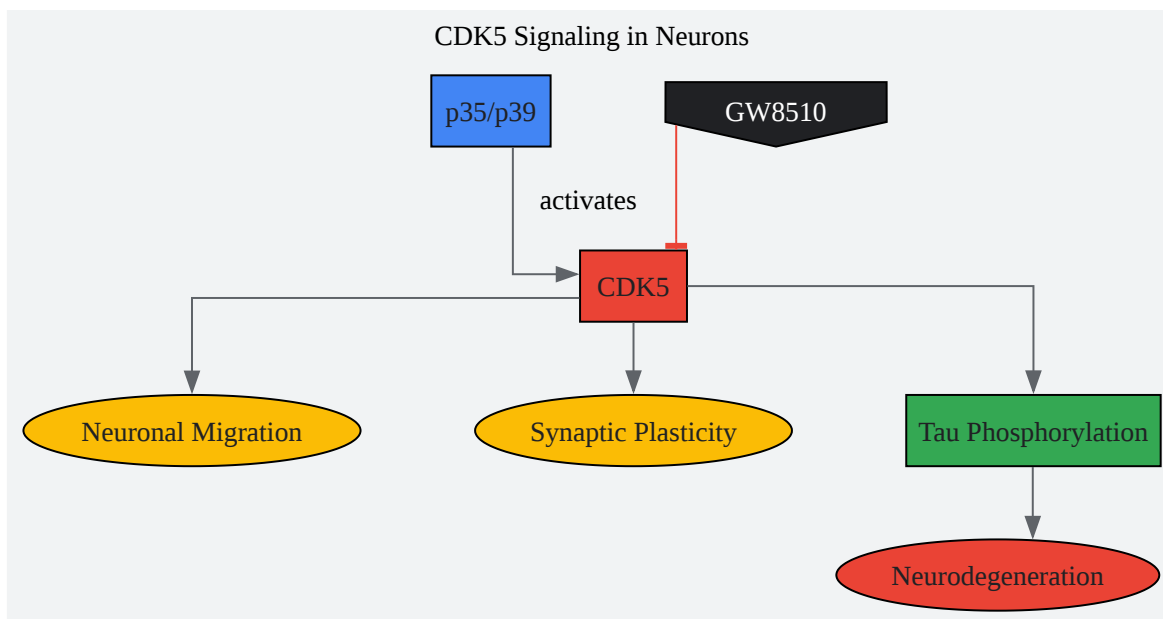 CDK5 Signaling in Neurons
p35/p39
GW8510
activates
CDK5
Neuronal Migration
Synaptic Plasticity
Tau Phosphorylation
Neurodegeneration